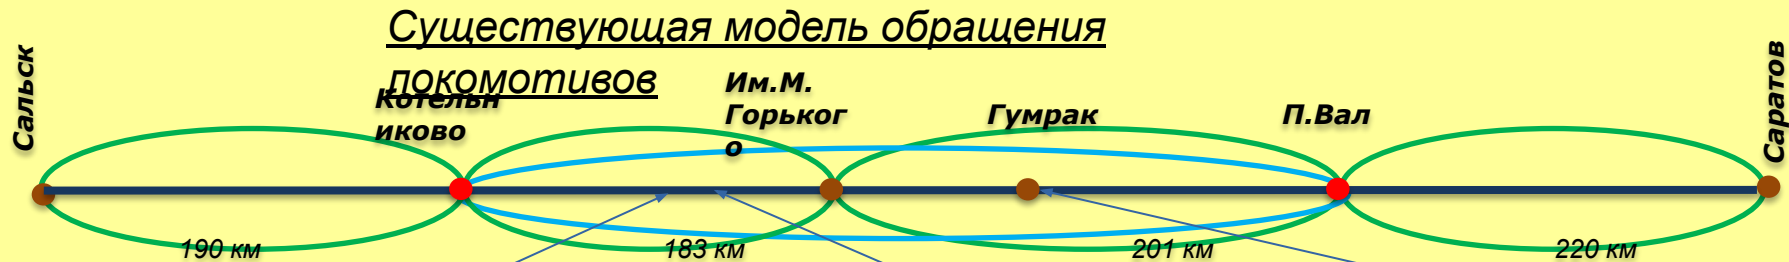 Существующая модель обращения
локомотивов
Сальск
Котельн
иково
Им.М.
Горьког
о
Гумрак
П.Вал
Саратов
190 км
183 км
201 км
220 км